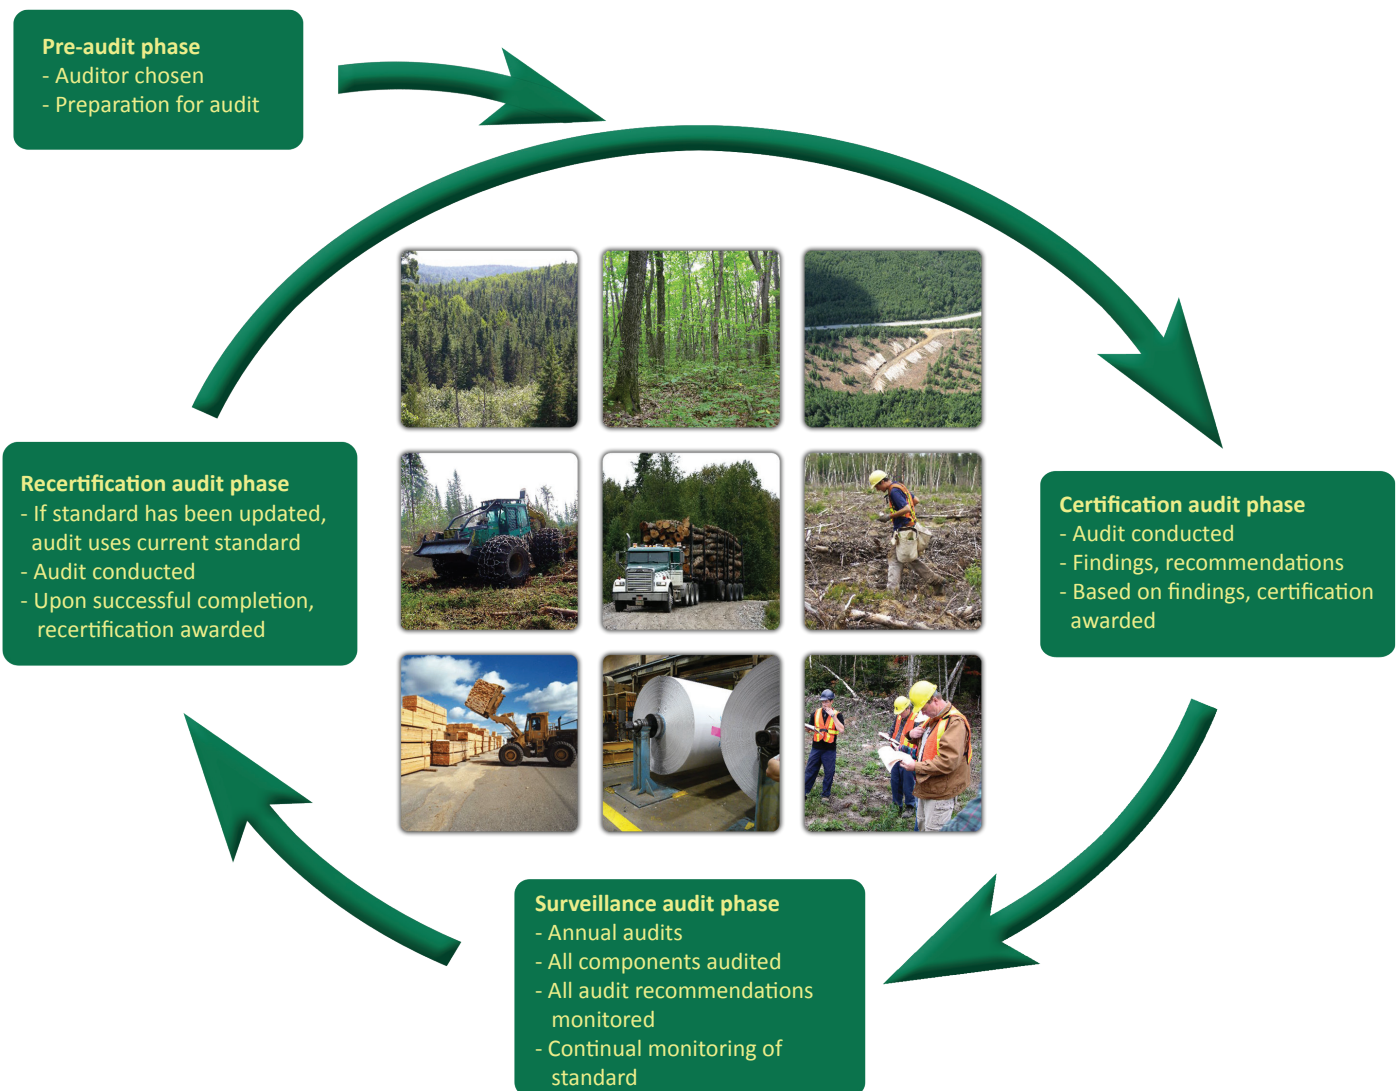 Pre-audit phase
- Auditor chosen
- Preparation for audit
Recertification audit phase
- If standard has been updated,
audit uses current standard
- Audit conducted
- Upon successful completion,
recertification awarded
Certification audit phase
- Audit conducted
- Findings, recommendations
- Based on findings, certification
awarded
Surveillance audit phase
- Annual audits
- All components audited
- All audit recommendations
monitored
- Continual monitoring of
standard